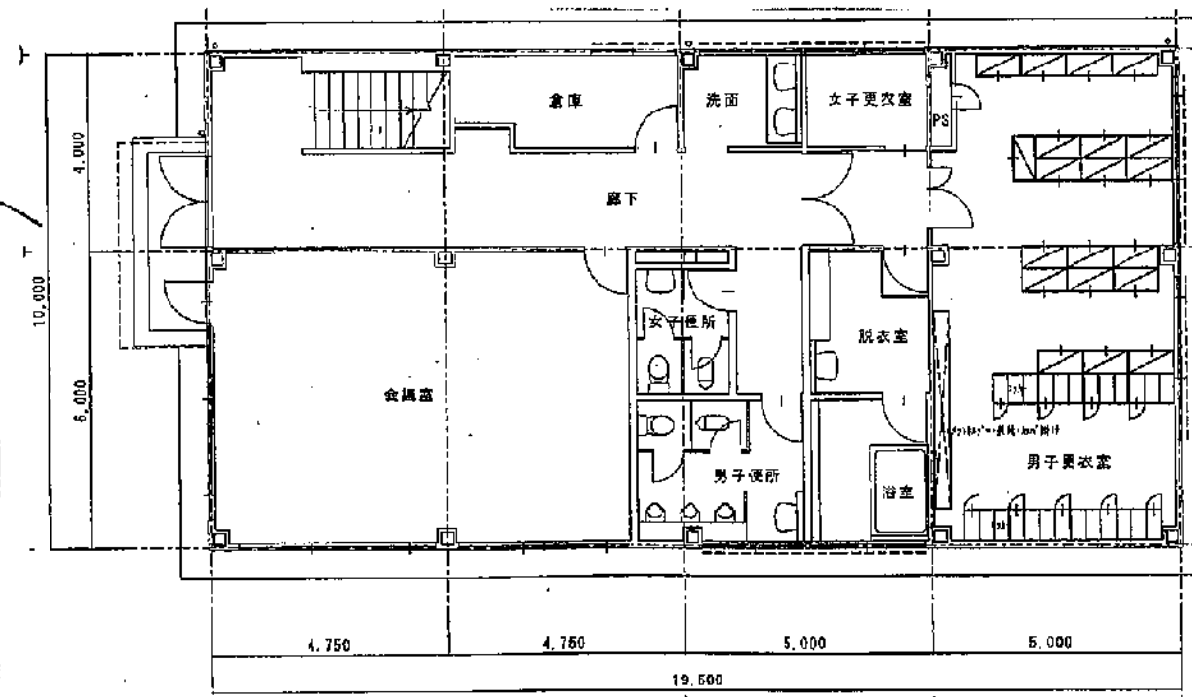 倉庫
洗面
女子更衣室
PS
4,000
廊下
10,000
女子便所
脱衣室
6,000
会議室
男子更衣室
男子便所
浴室
4,750
4,750
5,000
5,000
19,500